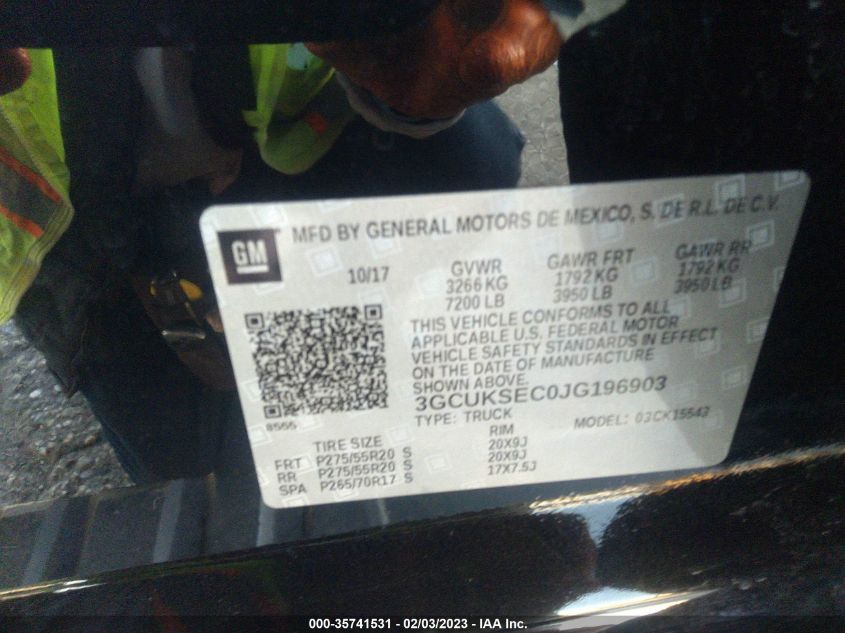 GM MFD BY GENERAL MOTORS DE MEXICO, S. DE R.L. DE C.V.
10/17 GVWR GAWR FRT GAWR RR
3266 KG 1792 KG 1792 KG
7200 LB 3950 LB 3950 LB
THIS VEHICLE CONFORMS TO ALL
APPLICABLE U.S. FEDERAL MOTOR
VEHICLE SAFETY STANDARDS IN EFFECT
ON THE DATE OF MANUFACTURE
SHOWN ABOVE.
3GCUKSEC0JG196903
8555 TYPE: TRUCK MODEL: 03CK15543
TIRE SIZE RIM
FRT P275/55R20 S 20X9J
RR P275/55R20 S 20X9J
SPA P265/70R17 S 17X7.5J
000-35741531 - 02/03/2023 - IAA Inc.